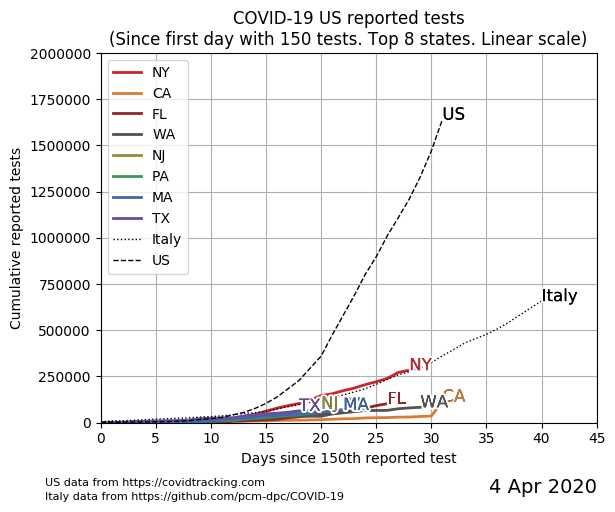 COVID-19 US reported tests
(Since first day with 150 tests. Top 8 states. Linear scale)
2000000
1750000
1500000
1250000
1000000
750000
500000
250000
0
Cumulative reported tests
NY
CA
FL
WA
NJ
PA
MA
TX
Italy
US
US
Italy
NY
CA
FL
WA
TX
NJ
MA
0 5 10 15 20 25 30 35 40 45
Days since 150th reported test
US data from https://covidtracking.com
Italy data from https://github.com/pcm-dpc/COVID-19
4 Apr 2020